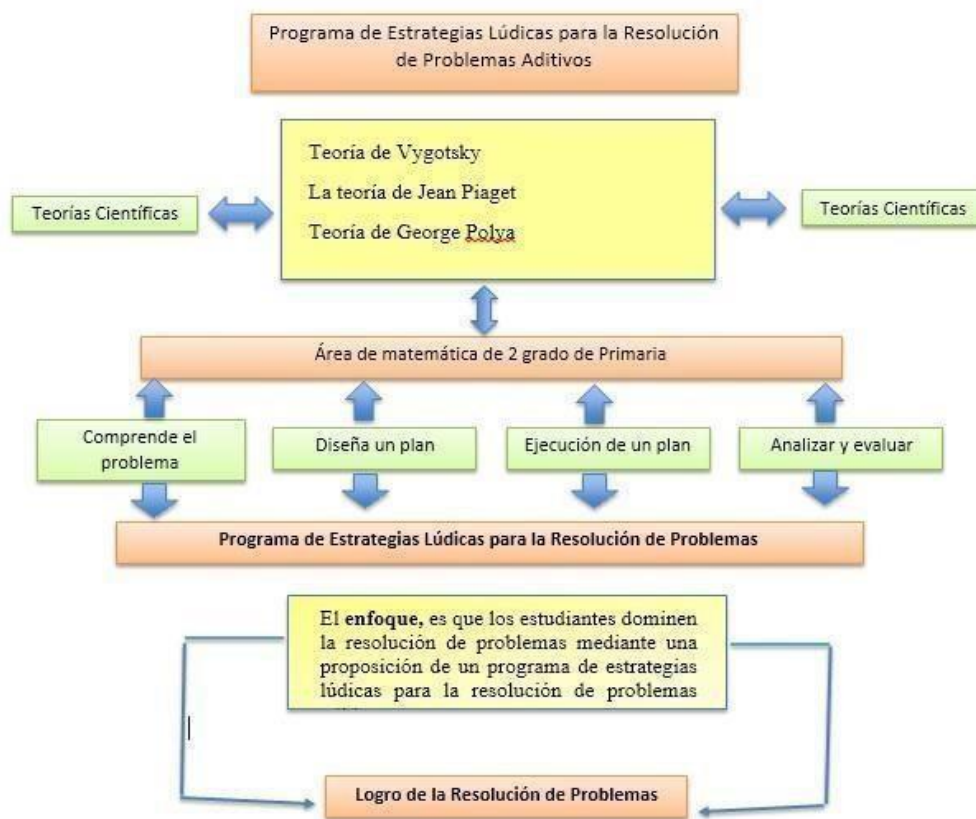 Programa de Estrategias Lúdicas para la Resolución
de Problemas Aditivos
Teoría de Vygotsky
La teoría de Jean Piaget
Teoría de George Polya
Teorías Científicas
Teorías Científicas
Área de matemática de 2 grado de Primaria
Comprende el
problema
Diseña un plan
Ejecución de un plan
Analizar y evaluar
Programa de Estrategias Lúdicas para la Resolución de Problemas
El enfoque, es que los estudiantes dominen
la resolución de problemas mediante una
proposición de un programa de estrategias
lúdicas para la resolución de problemas
Logro de la Resolución de Problemas